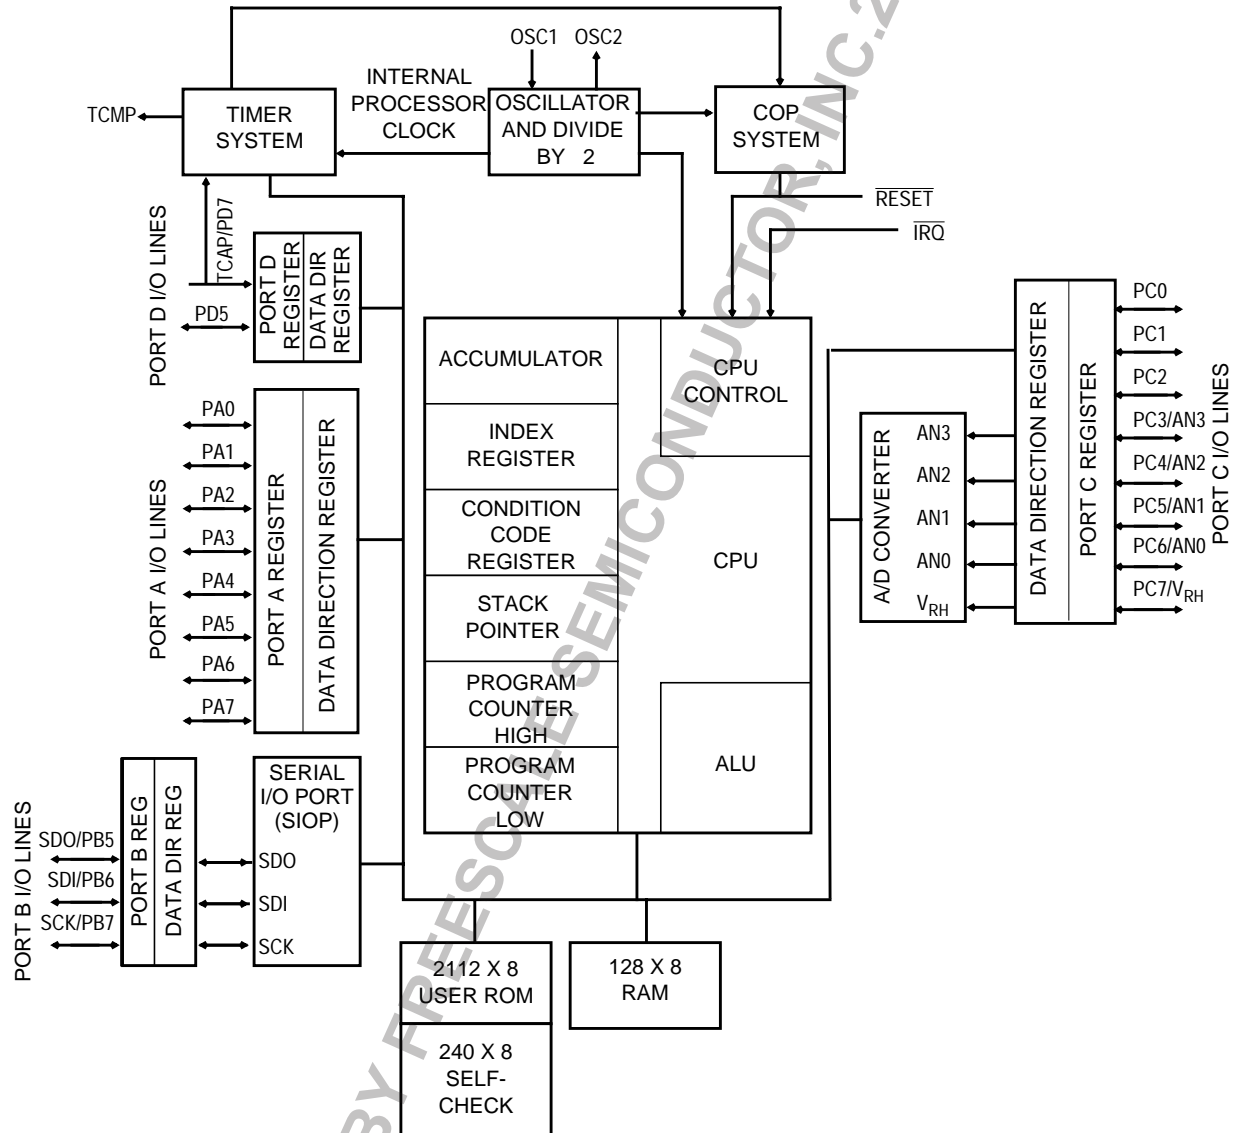 OSC1 OSC2
INTERNAL
PROCESSOR
CLOCK
TCMP
TIMER
SYSTEM
OSCILLATOR
AND DIVIDE
BY 2
COP
SYSTEM
RESET
IRQ
PORT D I/O LINES
TCAP/PD7
PD5
PORT D
REGISTER
DATA DIR
REGISTER
PORT A I/O LINES
PA0
PA1
PA2
PA3
PA4
PA5
PA6
PA7
PORT A REGISTER
DATA DIRECTION REGISTER
ACCUMULATOR
INDEX
REGISTER
CONDITION
CODE
REGISTER
STACK
POINTER
PROGRAM
COUNTER
HIGH
PROGRAM
COUNTER
LOW
CPU
CONTROL
CPU
ALU
A/D CONVERTER
AN3
AN2
AN1
AN0
VRH
DATA DIRECTION REGISTER
PORT C REGISTER
PC0
PC1
PC2
PC3/AN3
PC4/AN2
PC5/AN1
PC6/AN0
PC7/VRH
PORT C I/O LINES
PORT B I/O LINES
SDO/PB5
SDI/PB6
SCK/PB7
PORT B REG
DATA DIR REG
SERIAL
I/O PORT
(SIOP)
SDO
SDI
SCK
2112 X 8
USER ROM
240 X 8
SELF-
CHECK
128 X 8
RAM
BY FREESCALE SEMICONDUCTOR, INC.2